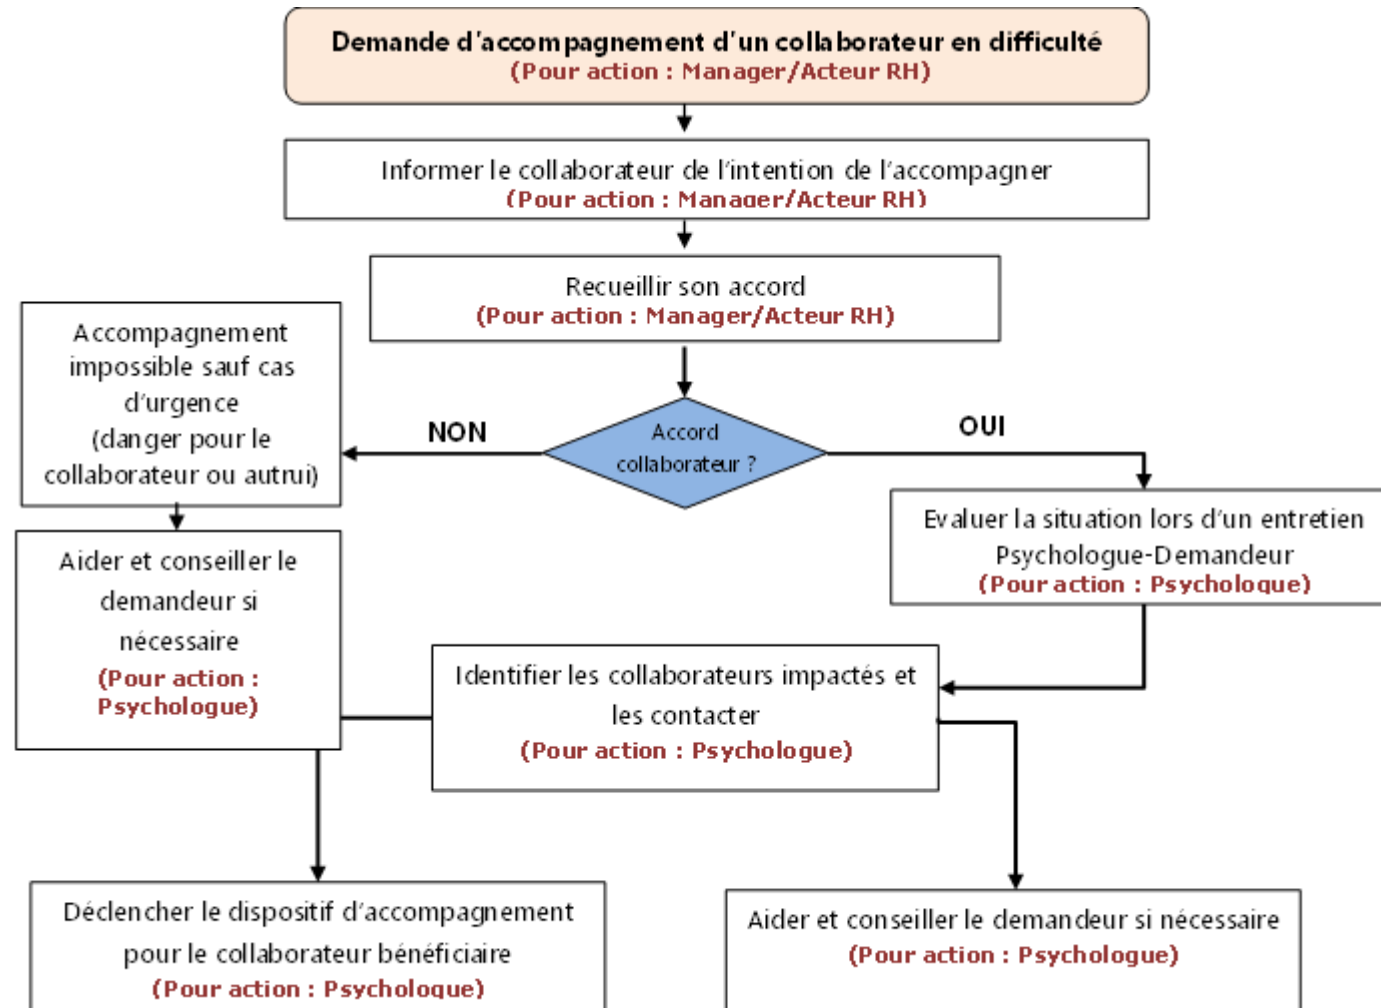 Demande d'accompagnement d'un collaborateur en difficulté
(Pour action : Manager/Acteur RH)
Informer le collaborateur de l'intention de l'accompagner
(Pour action : Manager/Acteur RH)
Recueillir son accord
(Pour action : Manager/Acteur RH)
Accord
collaborateur ?
NON
OUI
Accompagnement
impossible sauf cas
d'urgence
(danger pour le
collaborateur ou autrui)
Aider et conseiller le
demandeur si
nécessaire
(Pour action :
Psychologue)
Evaluer la situation lors d'un entretien
Psychologue-Demandeur
(Pour action : Psychologue)
Identifier les collaborateurs impactés et
les contacter
(Pour action : Psychologue)
Déclencher le dispositif d'accompagnement
pour le collaborateur bénéficiaire
(Pour action : Psychologue)
Aider et conseiller le demandeur si nécessaire
(Pour action : Psychologue)